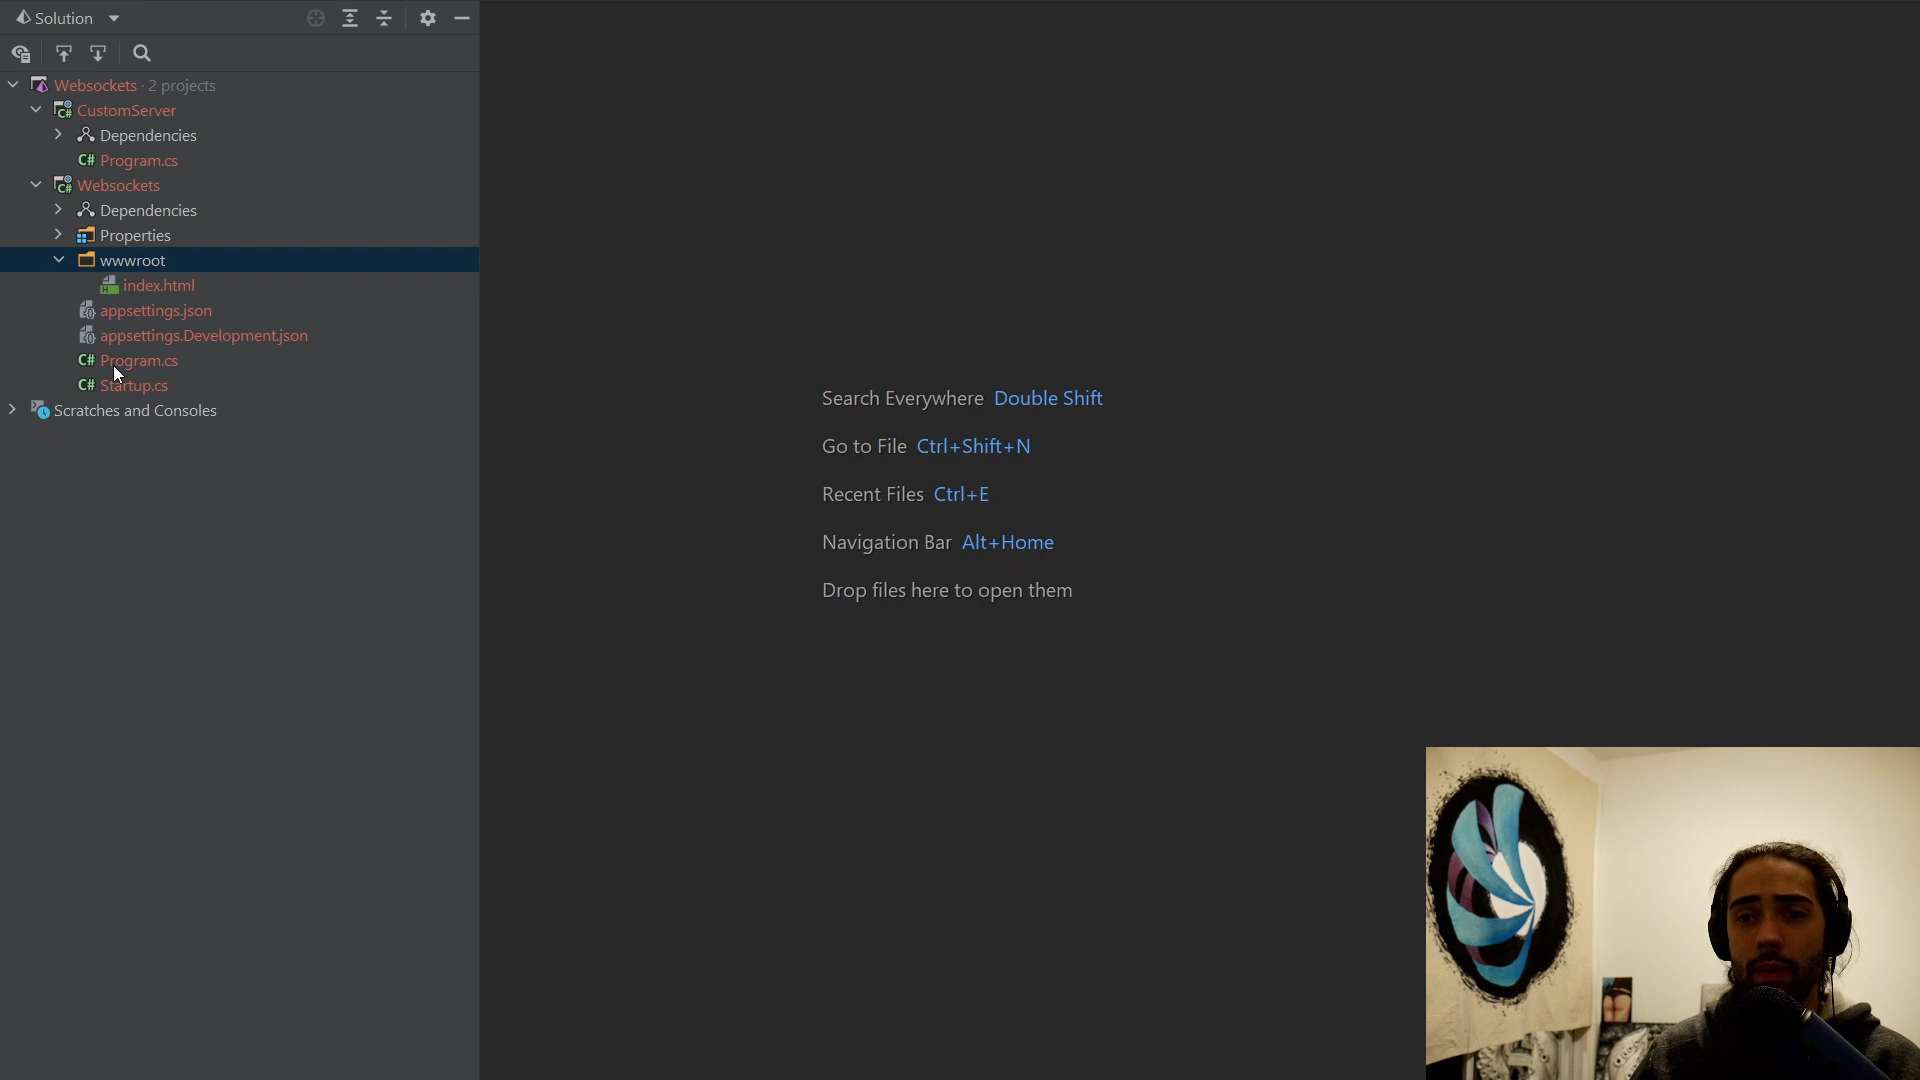 Solution
Websockets · 2 projects
CustomServer
Dependencies
C# Program.cs
Websockets
Dependencies
Properties
wwwroot
index.html
appsettings.json
appsettings.Development.json
C# Program.cs
C# Startup.cs
Scratches and Consoles
Search Everywhere Double Shift
Go to File Ctrl+Shift+N
Recent Files Ctrl+E
Navigation Bar Alt+Home
Drop files here to open them